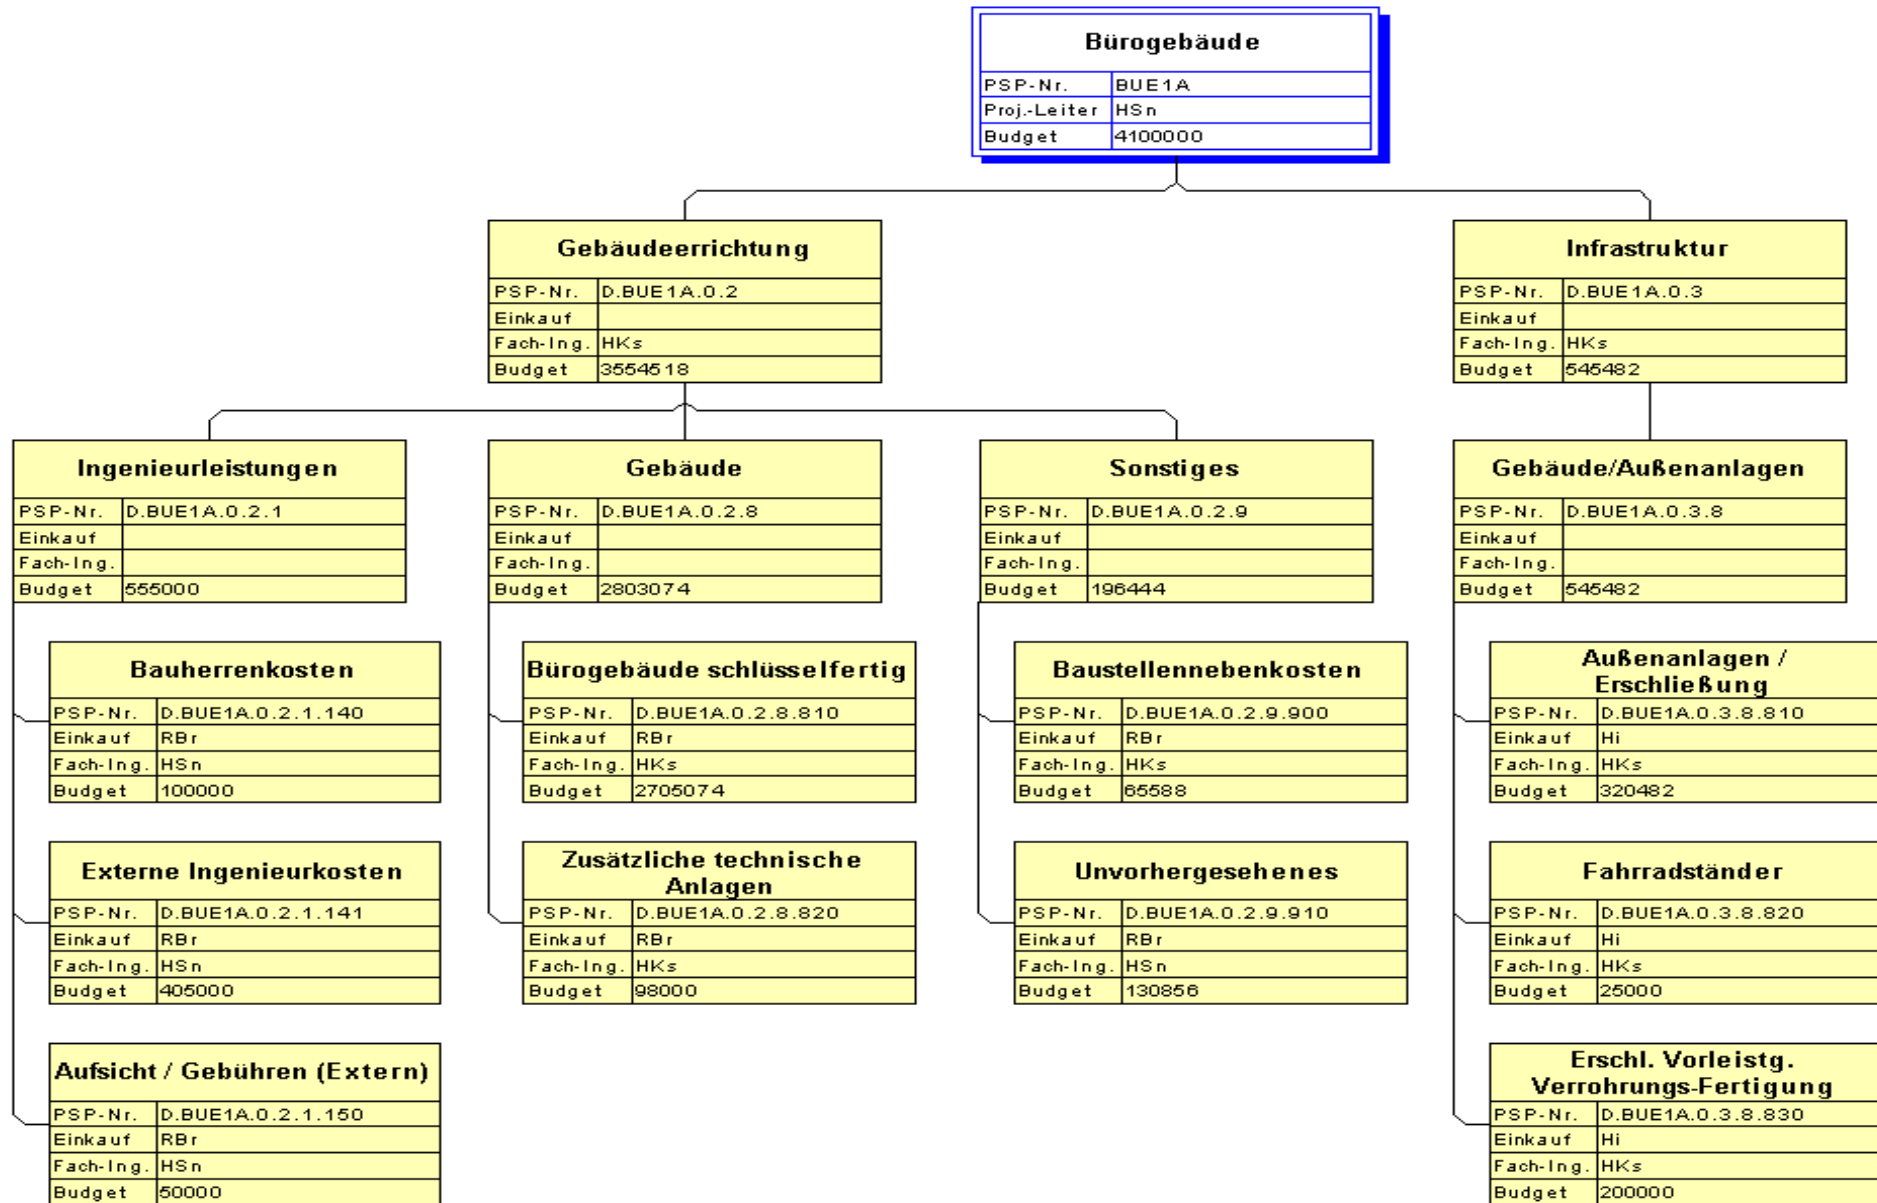 Bürogebäude
PSP-Nr. BUE1A
Proj.-Leiter HSn
Budget 4100000
Gebäudeerrichtung
PSP-Nr. D.BUE1A.0.2
Einkauf
Fach-Ing. HKs
Budget 3554518
Infrastruktur
PSP-Nr. D.BUE1A.0.3
Einkauf
Fach-Ing. HKs
Budget 545482
Ingenieurleistungen
PSP-Nr. D.BUE1A.0.2.1
Einkauf
Fach-Ing.
Budget 555000
Gebäude
PSP-Nr. D.BUE1A.0.2.8
Einkauf
Fach-Ing.
Budget 2803074
Sonstiges
PSP-Nr. D.BUE1A.0.2.9
Einkauf
Fach-Ing.
Budget 196444
Gebäude/Außenanlagen
PSP-Nr. D.BUE1A.0.3.8
Einkauf
Fach-Ing.
Budget 545482
Bauherrenkosten
PSP-Nr. D.BUE1A.0.2.1.140
Einkauf RBr
Fach-Ing. HSn
Budget 100000
Bürogebäude schlüsselfertig
PSP-Nr. D.BUE1A.0.2.8.810
Einkauf RBr
Fach-Ing. HKs
Budget 2705074
Baustellennebenkosten
PSP-Nr. D.BUE1A.0.2.9.900
Einkauf RBr
Fach-Ing. HKs
Budget 65588
Außenanlagen /
Erschließung
PSP-Nr. D.BUE1A.0.3.8.810
Einkauf Hi
Fach-Ing. HKs
Budget 320482
Externe Ingenieurkosten
PSP-Nr. D.BUE1A.0.2.1.141
Einkauf RBr
Fach-Ing. HSn
Budget 405000
Zusätzliche technische
Anlagen
PSP-Nr. D.BUE1A.0.2.8.820
Einkauf RBr
Fach-Ing. HKs
Budget 98000
Unvorhergesehenes
PSP-Nr. D.BUE1A.0.2.9.910
Einkauf RBr
Fach-Ing. HSn
Budget 130856
Fahrradständer
PSP-Nr. D.BUE1A.0.3.8.820
Einkauf Hi
Fach-Ing. HKs
Budget 25000
Aufsicht / Gebühren (Extern)
PSP-Nr. D.BUE1A.0.2.1.150
Einkauf RBr
Fach-Ing. HSn
Budget 50000
Erschl. Vorleistg.
Verrohrungs-Fertigung
PSP-Nr. D.BUE1A.0.3.8.830
Einkauf Hi
Fach-Ing. HKs
Budget 200000